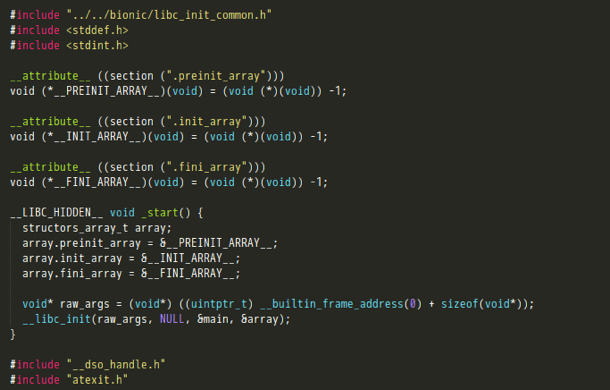 #include "../../bionic/libc_init_common.h"
#include <stddef.h>
#include <stdint.h>
__attribute__ ((section (".preinit_array")))
void (*__PREINIT_ARRAY__)(void) = (void (*)(void)) -1;
__attribute__ ((section (".init_array")))
void (*__INIT_ARRAY__)(void) = (void (*)(void)) -1;
__attribute__ ((section (".fini_array")))
void (*__FINI_ARRAY__)(void) = (void (*)(void)) -1;
__LIBC_HIDDEN__ void _start() {
structors_array_t array;
array.preinit_array = &__PREINIT_ARRAY__;
array.init_array = &__INIT_ARRAY__;
array.fini_array = &__FINI_ARRAY__;
void* raw_args = (void*) ((uintptr_t) __builtin_frame_address(0) + sizeof(void*));
__libc_init(raw_args, NULL, &main, &array);
}
#include "__dso_handle.h"
#include "atexit.h"